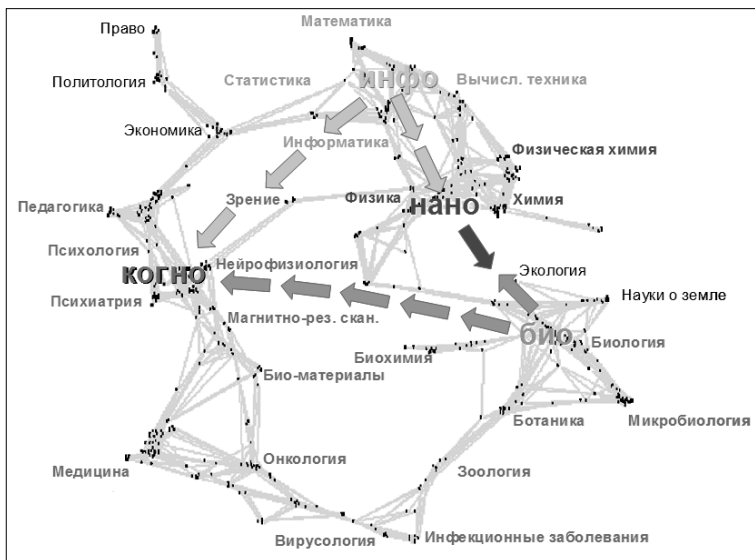 Математика
Право
инфо
Политология
Статистика
Вычисл. техника
Экономика
Информатика
Физическая химия
Педагогика
Зрение
Физика
нано
Химия
Психология
когно
Нейрофизиология
Экология
Психиатрия
Науки о земле
Магнитно-рез. скан.
био
Биология
Биохимия
Био-материалы
Ботаника
Микробиология
Медицина
Онкология
Зоология
Вирусология
Инфекционные заболевания